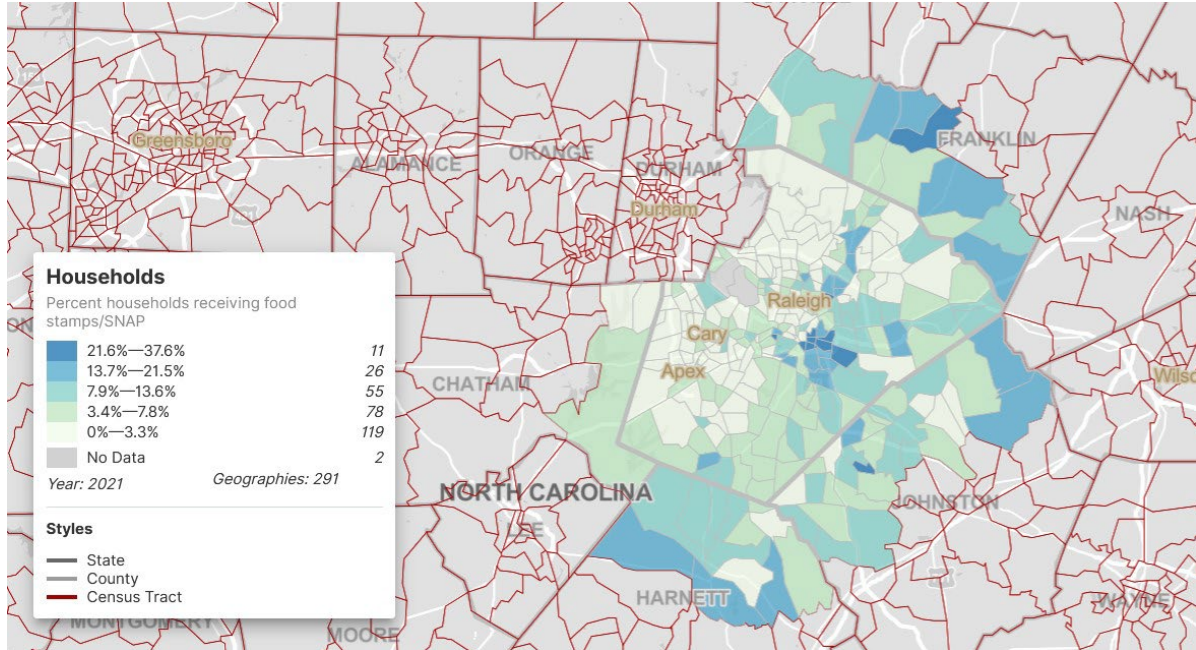 Greensboro
ALAMANCE
ORANGE
DURHAM
Durham
FRANKLIN
NASH
Raleigh
Cary
Apex
CHATHAM
NORTH CAROLINA
LEE
HARNETT
JOHNSTON
WAYNE
MOORE
MONTGOMERY
Wilso
ON
Households
Percent households receiving food
stamps/SNAP
21.6%—37.6% 11
13.7%—21.5% 26
7.9%—13.6% 55
3.4%—7.8% 78
0%—3.3% 119
No Data 2
Year: 2021 Geographies: 291
Styles
State
County
Census Tract